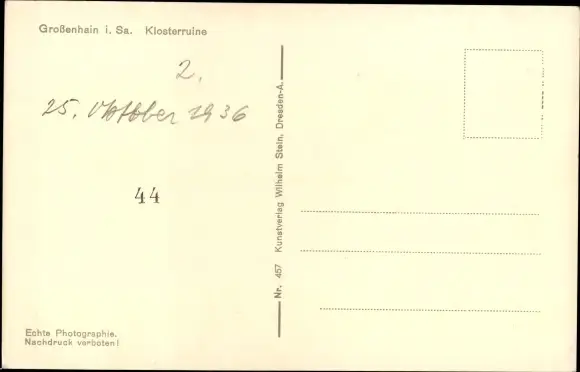 Großenhain i. Sa. Klosterruine
2.
25. Oktober 1936
44
Nr. 457 Kunstverlag Wilhelm Stein, Dresden-A.
Echte Photographie.
Nachdruck verboten!